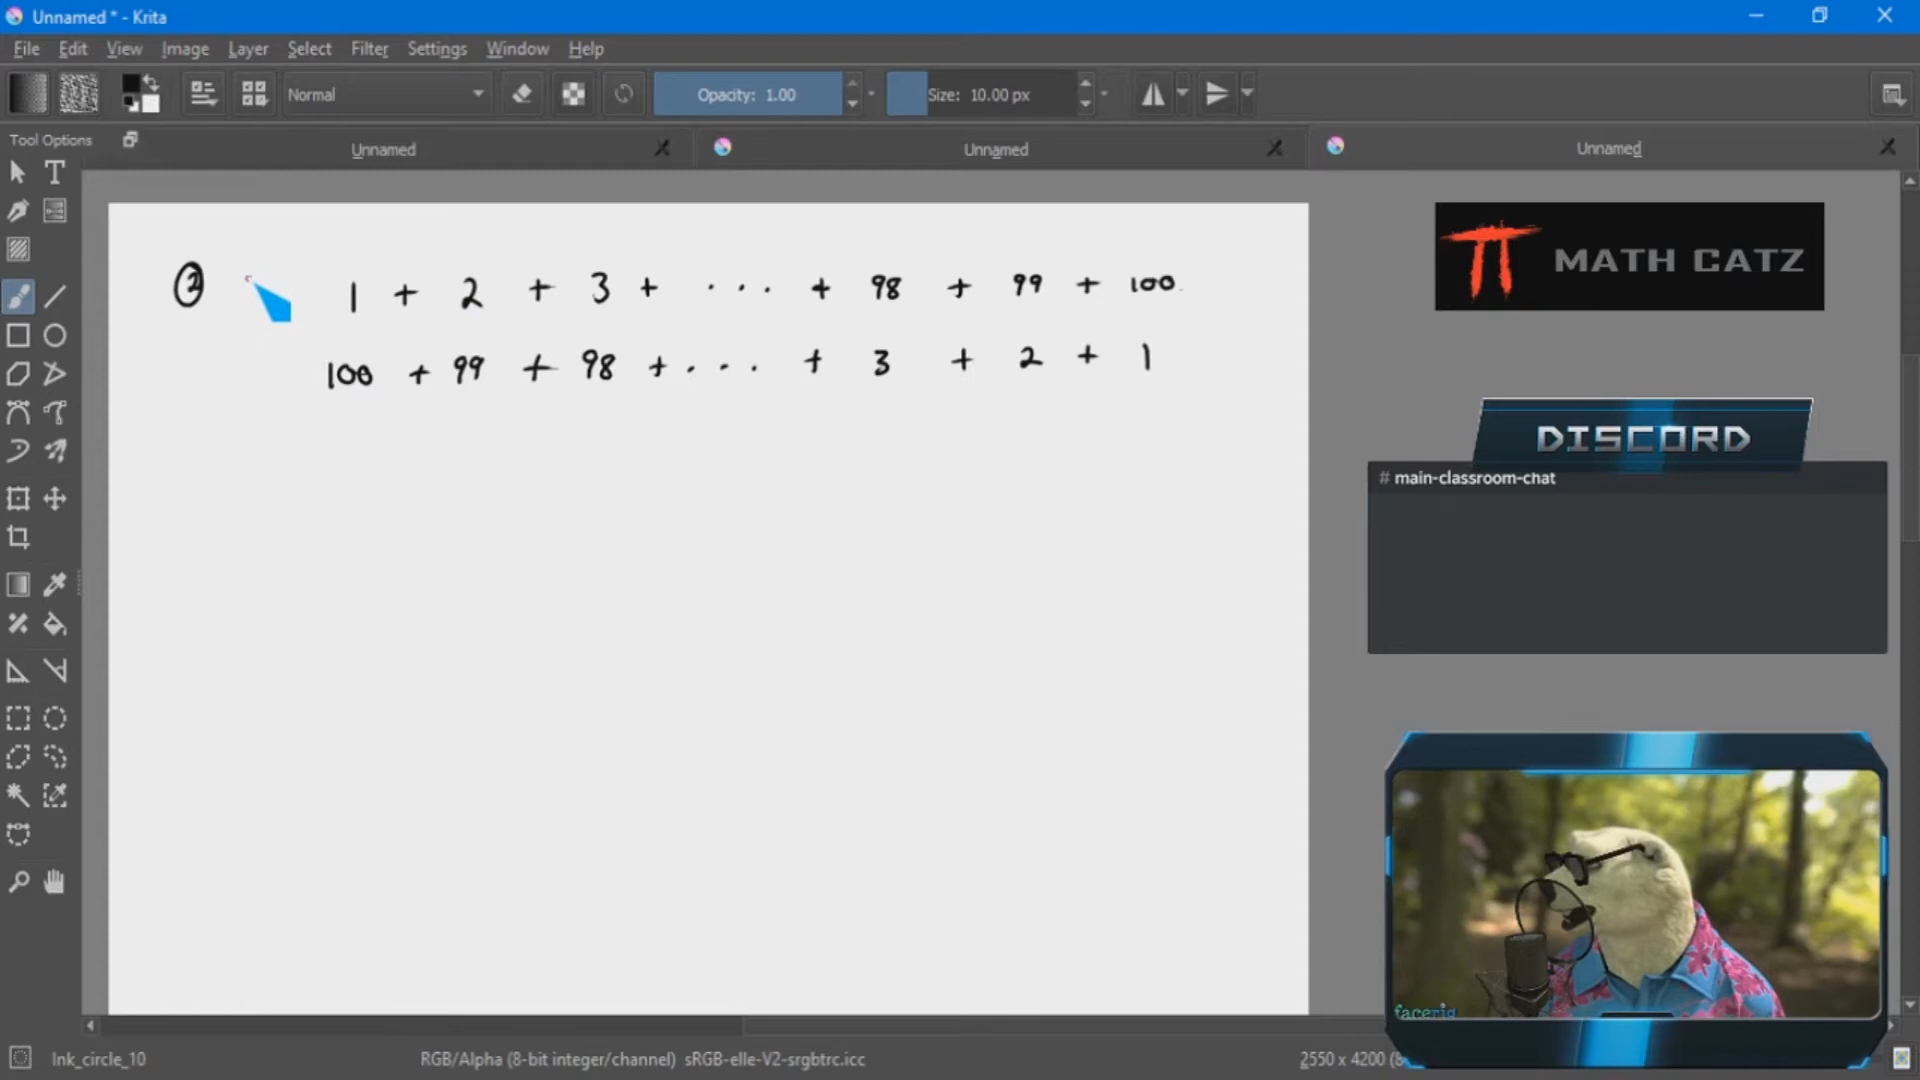 Unnamed * - Krita
File Edit View Image Layer Select Filter Settings Window Help
Normal Opacity: 1.00 Size: 10.00 px
Tool Options
Unnamed Unnamed Unnamed
② 1 + 2 + 3 + ... + 98 + 99 + 100
100 + 99 + 98 + ... + 3 + 2 + 1
MATH CATZ
DISCORD
# main-classroom-chat
facerig
Ink_circle_10 RGB/Alpha (8-bit integer/channel) sRGB-elle-V2-srgbtrc.icc 2550 x 4200 (8